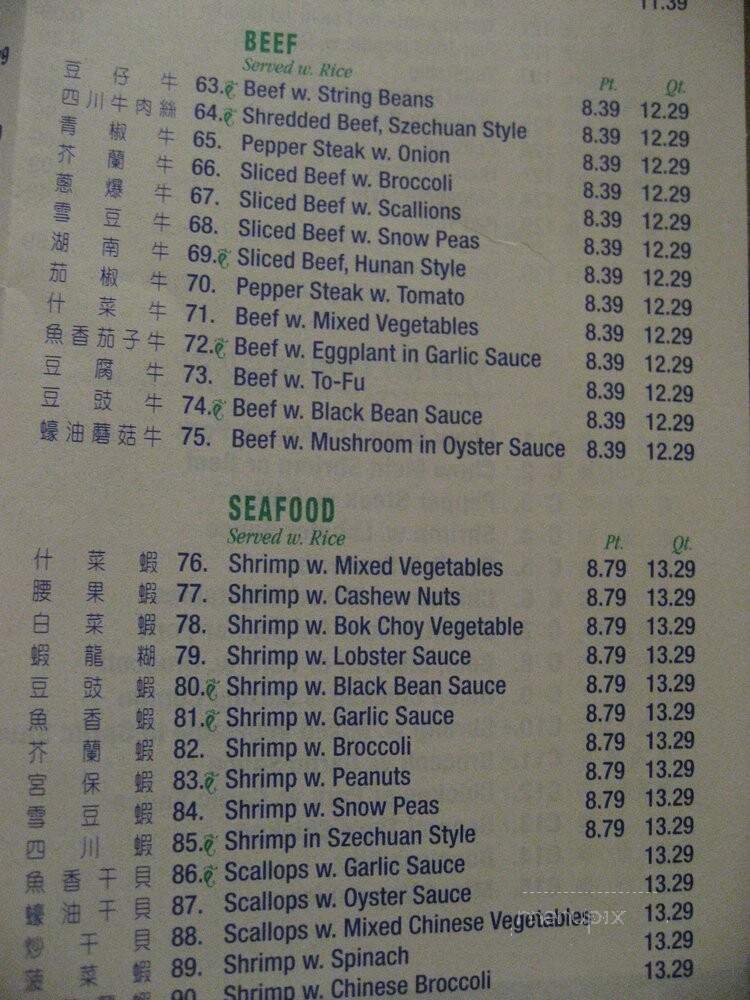 11.39
BEEF
Served w. Rice
Pt. Qt.
豆仔牛 63. Beef w. String Beans 8.39 12.29
四川牛肉絲 64. Shredded Beef, Szechuan Style 8.39 12.29
青椒牛 65. Pepper Steak w. Onion 8.39 12.29
芥蘭牛 66. Sliced Beef w. Broccoli 8.39 12.29
蔥爆牛 67. Sliced Beef w. Scallions 8.39 12.29
雪豆牛 68. Sliced Beef w. Snow Peas 8.39 12.29
湖南牛 69. Sliced Beef, Hunan Style 8.39 12.29
茄椒牛 70. Pepper Steak w. Tomato 8.39 12.29
什菜牛 71. Beef w. Mixed Vegetables 8.39 12.29
魚香茄子牛 72. Beef w. Eggplant in Garlic Sauce 8.39 12.29
豆腐牛 73. Beef w. To-Fu 8.39 12.29
豆豉牛 74. Beef w. Black Bean Sauce 8.39 12.29
蠔油蘑菇牛 75. Beef w. Mushroom in Oyster Sauce 8.39 12.29
SEAFOOD
Served w. Rice
Pt. Qt.
什菜蝦 76. Shrimp w. Mixed Vegetables 8.79 13.29
腰果蝦 77. Shrimp w. Cashew Nuts 8.79 13.29
白菜蝦 78. Shrimp w. Bok Choy Vegetable 8.79 13.29
蝦龍糊 79. Shrimp w. Lobster Sauce 8.79 13.29
豆豉蝦 80. Shrimp w. Black Bean Sauce 8.79 13.29
魚香蝦 81. Shrimp w. Garlic Sauce 8.79 13.29
芥蘭蝦 82. Shrimp w. Broccoli 8.79 13.29
宮保蝦 83. Shrimp w. Peanuts 8.79 13.29
雪豆蝦 84. Shrimp w. Snow Peas 8.79 13.29
四川蝦 85. Shrimp in Szechuan Style 8.79 13.29
魚香干貝 86. Scallops w. Garlic Sauce 13.29
蠔油干貝 87. Scallops w. Oyster Sauce 13.29
炒干貝 88. Scallops w. Mixed Chinese Vegetables 13.29
菠菜蝦 89. Shrimp w. Spinach 13.29
90. Shrimp w. Chinese Broccoli 13.29
menupix